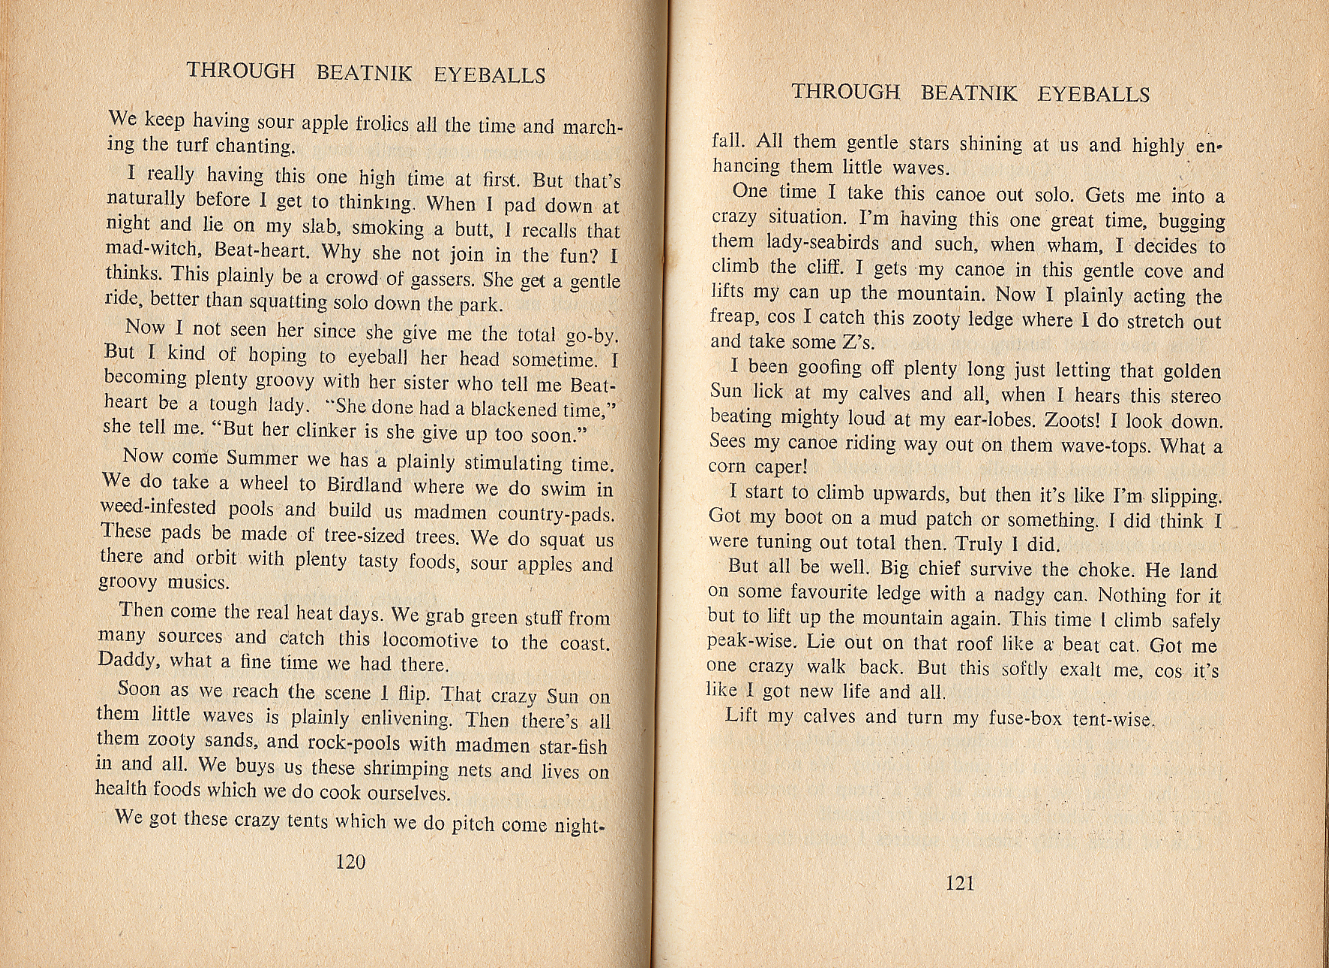 THROUGH BEATNIK EYEBALLS
We keep having sour apple frolics all the time and march-
ing the turf chanting.
I really having this one high time at first. But that's
naturally before I get to thinking. When I pad down at
night and lie on my slab, smoking a butt, I recalls that
mad-witch, Beat-heart. Why she not join in the fun? I
thinks. This plainly be a crowd of gassers. She get a gentle
ride, better than squatting solo down the park.
Now I not seen her since she give me the total go-by.
But I kind of hoping to eyeball her head sometime. I
becoming plenty groovy with her sister who tell me Beat-
heart be a tough lady. "She done had a blackened time,"
she tell me. "But her clinker is she give up too soon."
Now come Summer we has a plainly stimulating time.
We do take a wheel to Birdland where we do swim in
weed-infested pools and build us madmen country-pads.
These pads be made of tree-sized trees. We do squat us
there and orbit with plenty tasty foods, sour apples and
groovy musics.
Then come the real heat days. We grab green stuff from
many sources and catch this locomotive to the coast.
Daddy, what a fine time we had there.
Soon as we reach the scene I flip. That crazy Sun on
them little waves is plainly enlivening. Then there's all
them zooty sands, and rock-pools with madmen star-fish
in and all. We buys us these shrimping nets and lives on
health foods which we do cook ourselves.
We got these crazy tents which we do pitch come night-
120
THROUGH BEATNIK EYEBALLS
fall. All them gentle stars shining at us and highly en-
hancing them little waves.
One time I take this canoe out solo. Gets me into a
crazy situation. I'm having this one great time, bugging
them lady-seabirds and such, when wham, I decides to
climb the cliff. I gets my canoe in this gentle cove and
lifts my can up the mountain. Now I plainly acting the
freap, cos I catch this zooty ledge where I do stretch out
and take some Z's.
I been goofing off plenty long just letting that golden
Sun lick at my calves and all, when I hears this stereo
beating mighty loud at my ear-lobes. Zoots! I look down.
Sees my canoe riding way out on them wave-tops. What a
corn caper!
I start to climb upwards, but then it's like I'm slipping.
Got my boot on a mud patch or something. I did think I
were tuning out total then. Truly I did.
But all be well. Big chief survive the choke. He land
on some favourite ledge with a nadgy can. Nothing for it
but to lift up the mountain again. This time I climb safely
peak-wise. Lie out on that roof like a beat cat. Got me
one crazy walk back. But this softly exalt me, cos it's
like I got new life and all.
Lift my calves and turn my fuse-box tent-wise.
121